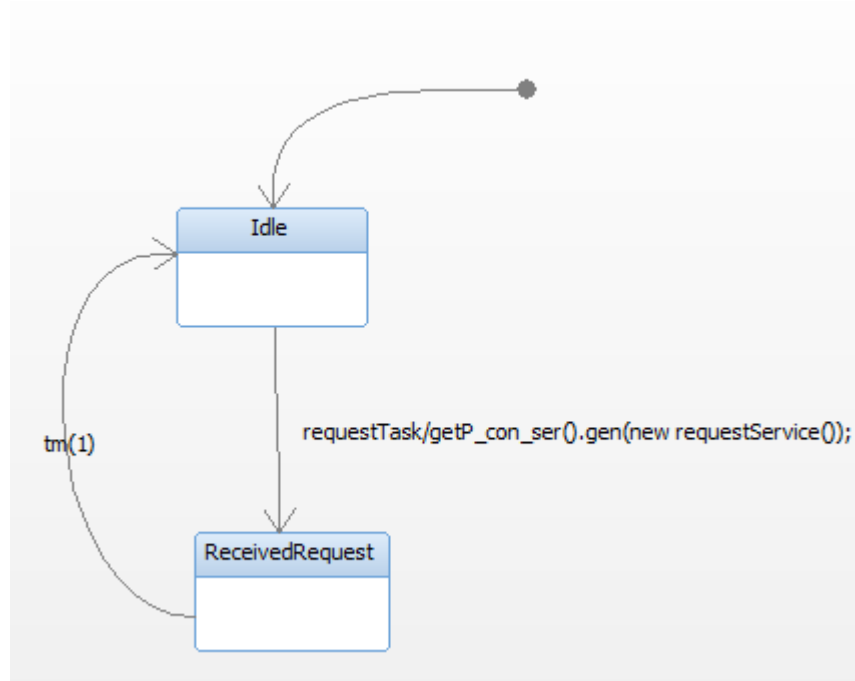 Idle
requestTask/getP_con_ser().gen(new requestService());
tm(1)
ReceivedRequest